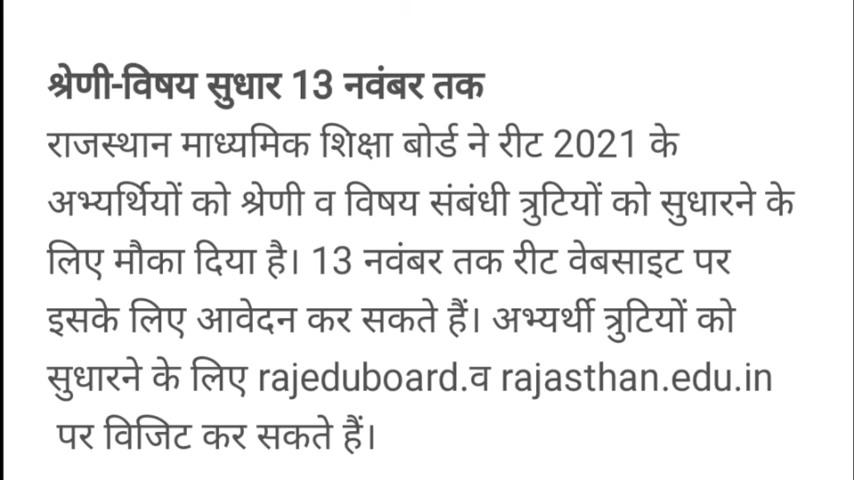 श्रेणी-विषय सुधार 13 नवंबर तक
राजस्थान माध्यमिक शिक्षा बोर्ड ने रीट 2021 के
अभ्यर्थियों को श्रेणी व विषय संबंधी त्रुटियों को सुधारने के
लिए मौका दिया है। 13 नवंबर तक रीट वेबसाइट पर
इसके लिए आवेदन कर सकते हैं। अभ्यर्थी त्रुटियों को
सुधारने के लिए rajeduboard.व rajasthan.edu.in
पर विजिट कर सकते हैं।